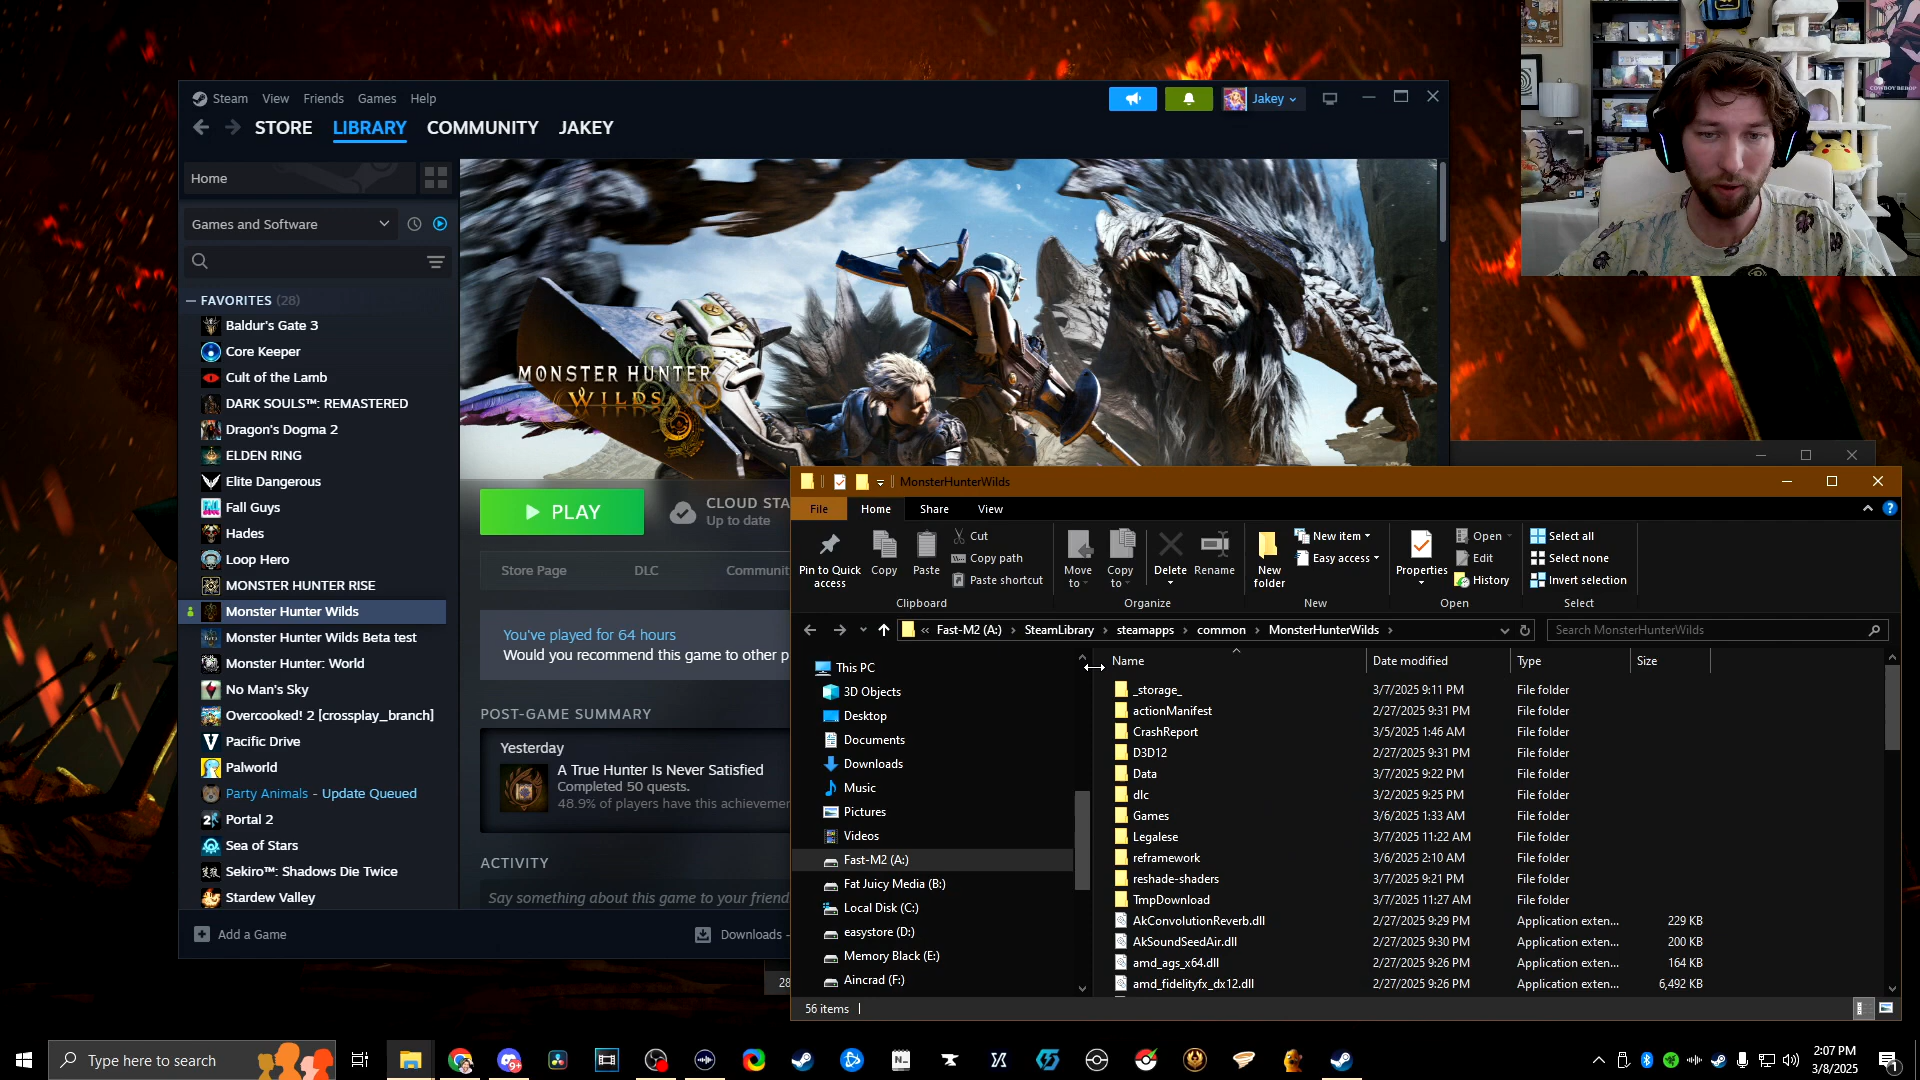 Steam View Friends Games Help
Jakey
STORE LIBRARY COMMUNITY JAKEY
Home
Games and Software
FAVORITES (28)
Baldur's Gate 3
Core Keeper
Cult of the Lamb
DARK SOULS™: REMASTERED
Dragon's Dogma 2
ELDEN RING
Elite Dangerous
Fall Guys
Hades
Loop Hero
MONSTER HUNTER RISE
Monster Hunter Wilds
Monster Hunter Wilds Beta test
Monster Hunter: World
No Man's Sky
Overcooked! 2 [crossplay_branch]
Pacific Drive
Palworld
Party Animals - Update Queued
Portal 2
Sea of Stars
Sekiro™: Shadows Die Twice
Stardew Valley
Add a Game
MONSTER HUNTER
WILDS
PLAY
CLOUD STA
Up to date
Store Page DLC Communit
You've played for 64 hours
Would you recommend this game to other p
POST-GAME SUMMARY
Yesterday
A True Hunter Is Never Satisfied
Completed 50 quests.
48.9% of players have this achievemen
ACTIVITY
Say something about this game to your friend
Downloads -
28
COWBOY BEBOP
MonsterHunterWilds
File Home Share View
Pin to Quick access
Copy
Paste
Cut
Copy path
Paste shortcut
Clipboard
Move to
Copy to
Delete
Rename
Organize
New folder
New item
Easy access
New
Properties
Open
Edit
History
Open
Select all
Select none
Invert selection
Select
« Fast-M2 (A:) > SteamLibrary > steamapps > common > MonsterHunterWilds >
Search MonsterHunterWilds
This PC
3D Objects
Desktop
Documents
Downloads
Music
Pictures
Videos
Fast-M2 (A:)
Fat Juicy Media (B:)
Local Disk (C:)
easystore (D:)
Memory Black (E:)
Aincrad (F:)
Name Date modified Type Size
_storage_ 3/7/2025 9:11 PM File folder
actionManifest 2/27/2025 9:31 PM File folder
CrashReport 3/5/2025 1:46 AM File folder
D3D12 2/27/2025 9:31 PM File folder
Data 3/7/2025 9:22 PM File folder
dlc 3/2/2025 9:25 PM File folder
Games 3/6/2025 1:33 AM File folder
Legalese 3/7/2025 11:22 AM File folder
reframework 3/6/2025 2:10 AM File folder
reshade-shaders 3/7/2025 9:21 PM File folder
TmpDownload 3/7/2025 11:27 AM File folder
AkConvolutionReverb.dll 2/27/2025 9:29 PM Application exten... 229 KB
AkSoundSeedAir.dll 2/27/2025 9:30 PM Application exten... 200 KB
amd_ags_x64.dll 2/27/2025 9:26 PM Application exten... 164 KB
amd_fidelityfx_dx12.dll 2/27/2025 9:26 PM Application exten... 6,492 KB
56 items
Type here to search
9+
2:07 PM
3/8/2025
1